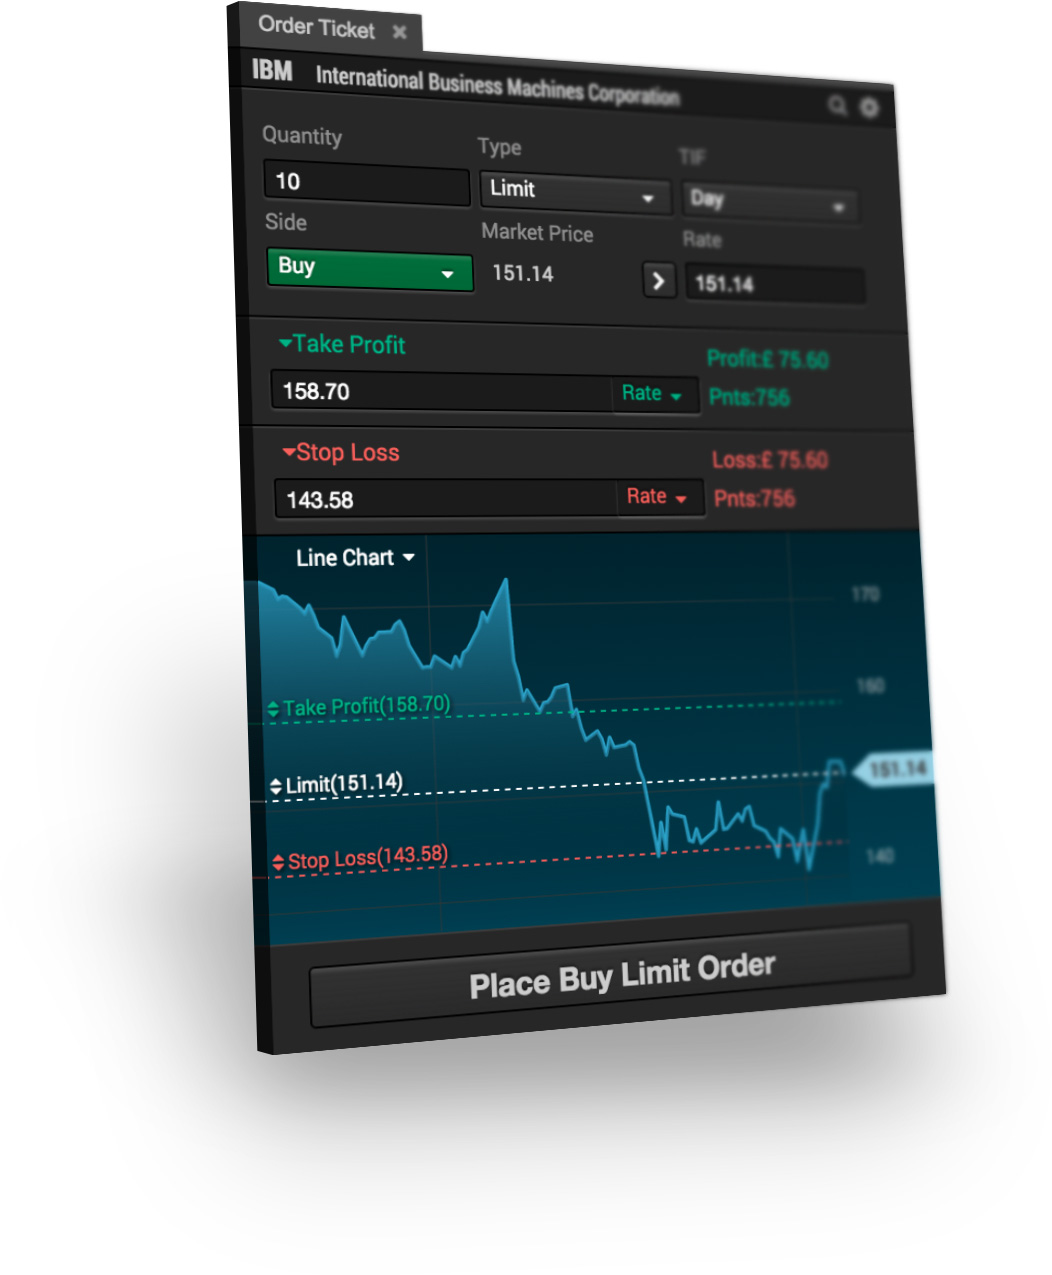 Order Ticket ×
IBM International Business Machines Corporation
Quantity Type TIF
10 Limit Day
Side Market Price Rate
Buy 151.14 151.14
Take Profit Profit:£ 75.60
158.70 Rate Pnts:756
Stop Loss Loss:£ 75.60
143.58 Rate Pnts:756
Line Chart
170
160
Take Profit(158.70)
151.14
Limit(151.14)
Stop Loss(143.58)
140
Place Buy Limit Order